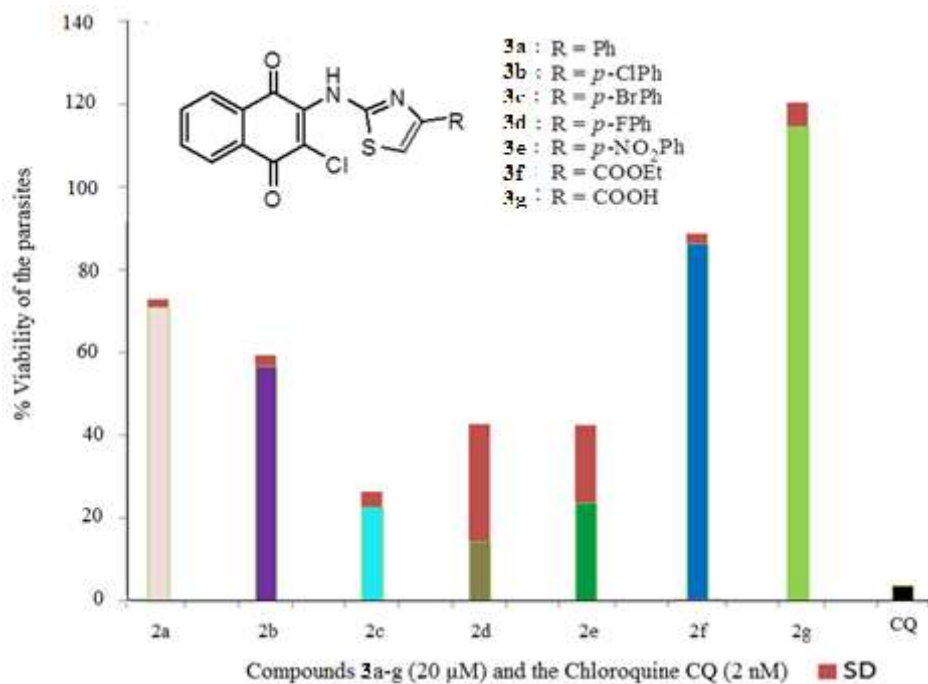 140
120
100
80
60
40
20
0
% Viability of the parasites
O
H
N
N
R
S
Cl
O
3a : R = Ph
3b : R = p-ClPh
3c : R = p-BrPh
3d : R = p-FPh
3e : R = p-NO₂Ph
3f : R = COOEt
3g : R = COOH
2a 2b 2c 2d 2e 2f 2g CQ
Compounds 3a-g (20 μM) and the Chloroquine CQ (2 nM) SD